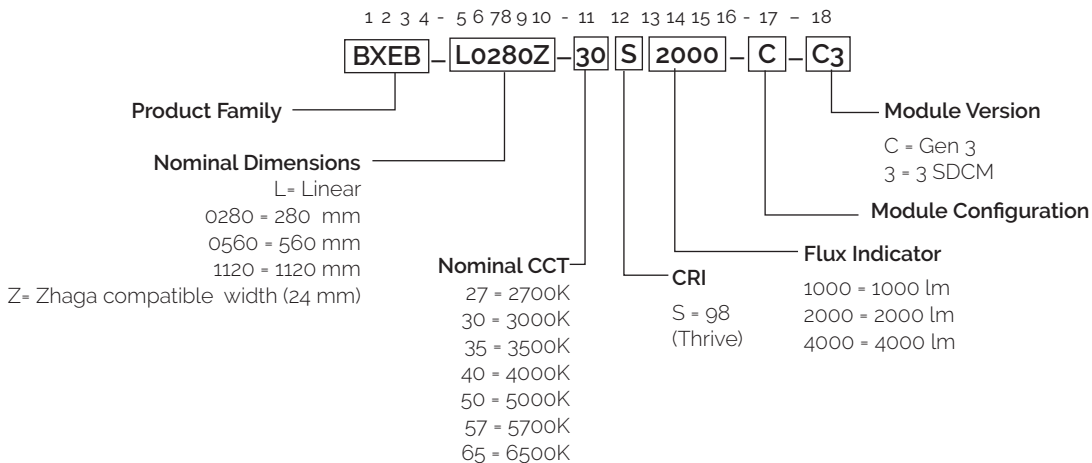 1 2 3 4 - 5 6 78 9 10 - 11 12 13 14 15 16 - 17 - 18
BXEB – L0280Z – 30 S 2000 – C – C3
Product Family
Nominal Dimensions
L= Linear
0280 = 280 mm
0560 = 560 mm
1120 = 1120 mm
Z= Zhaga compatible width (24 mm)
Nominal CCT
27 = 2700K
30 = 3000K
35 = 3500K
40 = 4000K
50 = 5000K
57 = 5700K
65 = 6500K
CRI
S = 98
(Thrive)
Flux Indicator
1000 = 1000 lm
2000 = 2000 lm
4000 = 4000 lm
Module Configuration
Module Version
C = Gen 3
3 = 3 SDCM